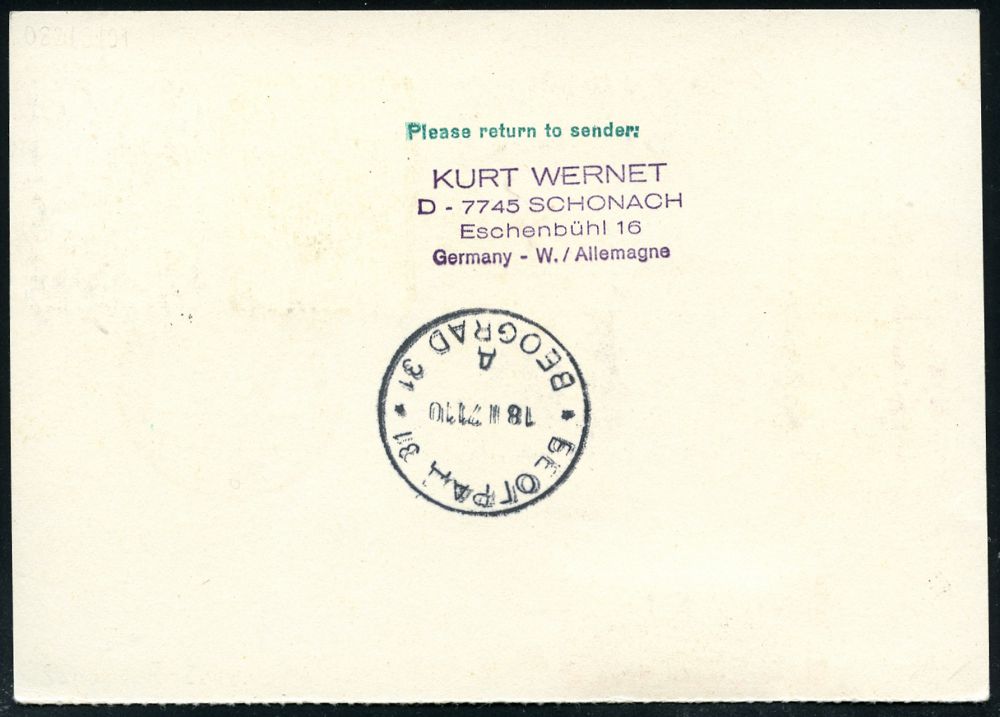 Please return to sender:
KURT WERNET
D - 7745 SCHONACH
Eschenbühl 16
Germany - W. / Allemagne
БЕОГРАД 31 * BEOGRAD 31 *
18 II 71 10
A